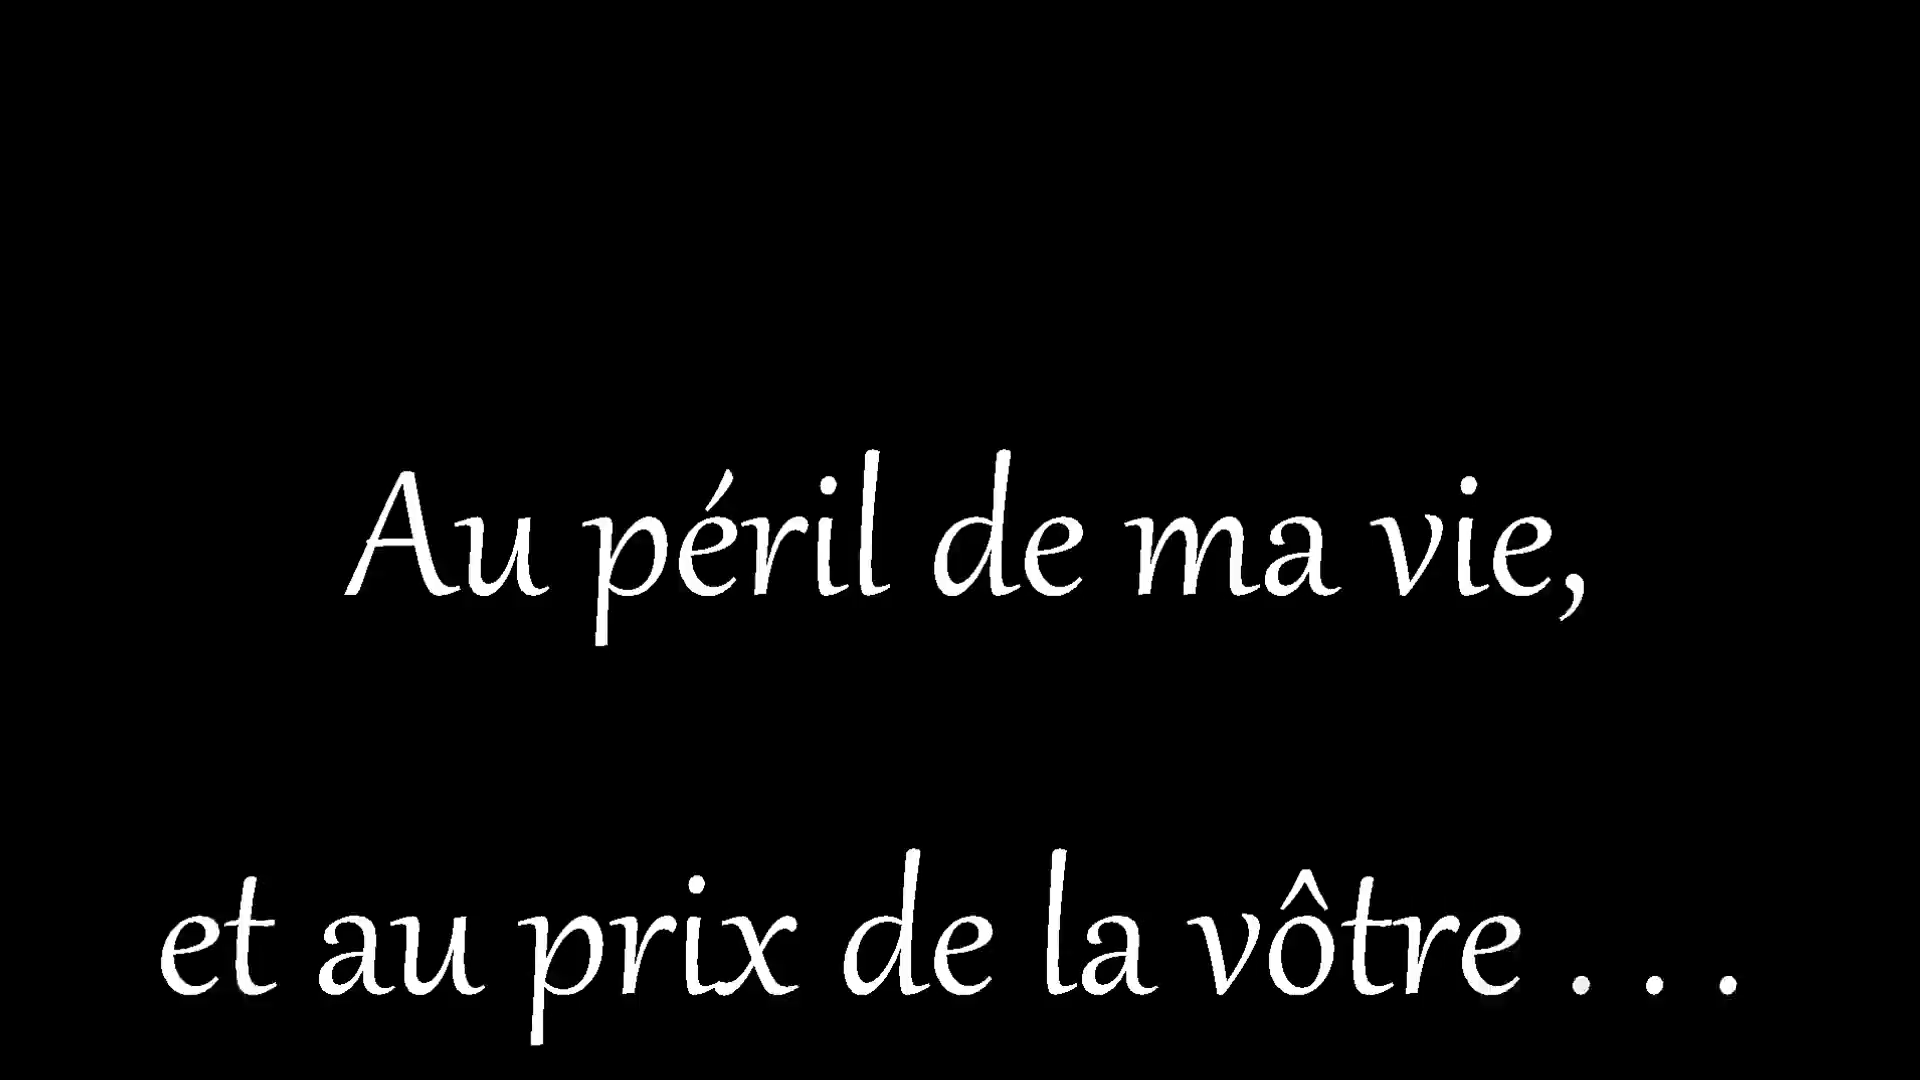 Au péril de ma vie,
et au prix de la vôtre . . .